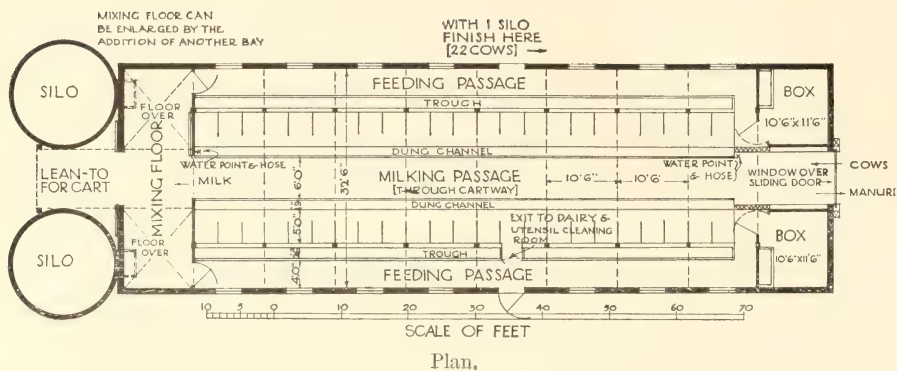 MIXING FLOOR CAN
BE ENLARGED BY THE
ADDITION OF ANOTHER BAY
WITH 1 SILO
FINISH HERE
[22 COWS]
SILO
FLOOR
OVER
FEEDING PASSAGE
TROUGH
BOX
10'6"x11'6"
DUNG CHANNEL
WATER POINT & HOSE
WATER POINT
& HOSE
LEAN-TO
FOR CART
MIXING FLOOR
MILK
6'0"
32'6"
MILKING PASSAGE
[THROUGH CARTWAY]
10'6"
10'6"
WINDOW OVER
SLIDING DOOR
COWS
MANURE
DUNG CHANNEL
5'0"
EXIT TO DAIRY &
UTENSIL CLEANING
ROOM
FLOOR
OVER
TROUGH
BOX
10'6"x11'6"
SILO
4'0"
FEEDING PASSAGE
10 0 10 20 30 40 50 60 70
SCALE OF FEET
Plan.